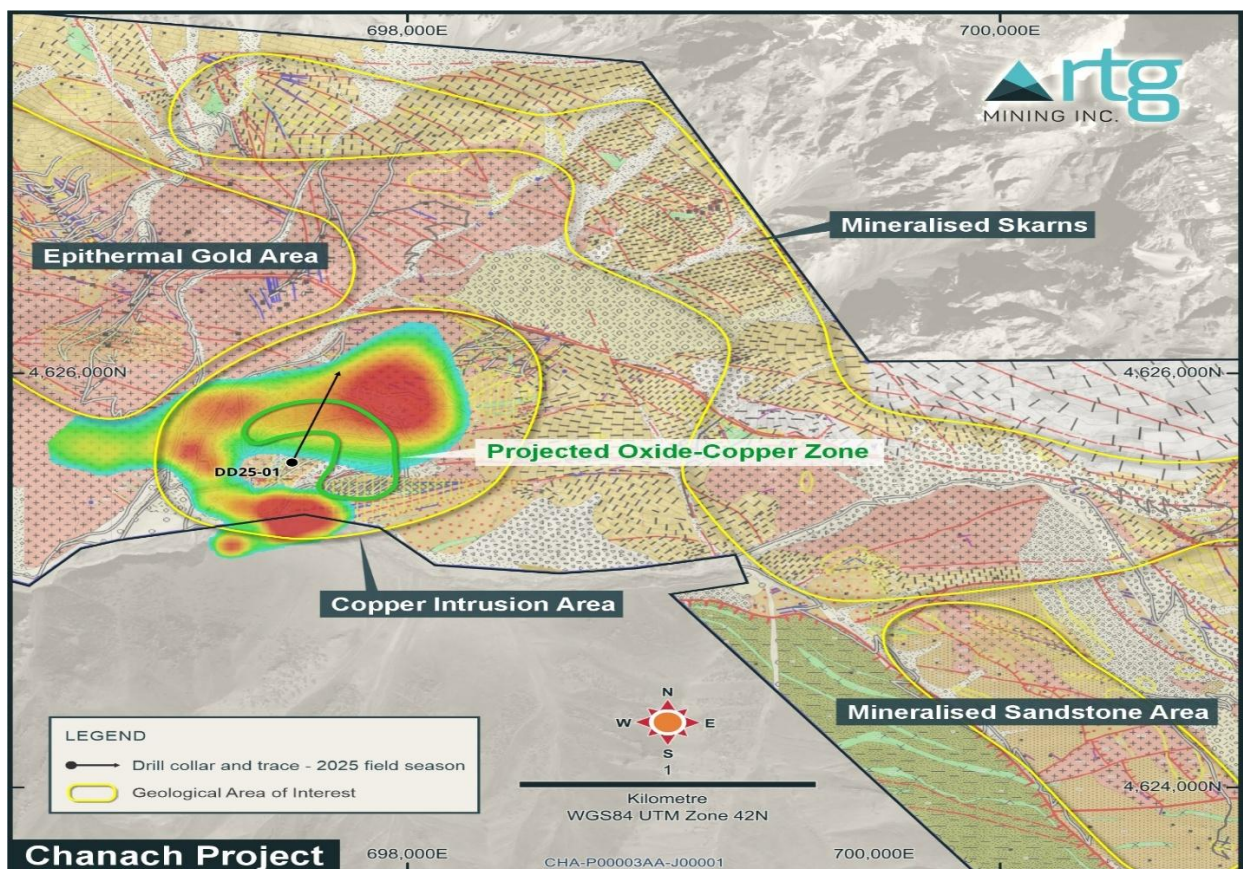 698,000E
700,000E
rtg
MINING INC.
Mineralised Skarns
Epithermal Gold Area
4,626,000N
4,626,000N
Projected Oxide-Copper Zone
DD25-01
Copper Intrusion Area
Mineralised Sandstone Area
N
W E
S
LEGEND
Drill collar and trace - 2025 field season
Geological Area of Interest
1
Kilometre
WGS84 UTM Zone 42N
4,624,000N
Chanach Project
698,000E
CHA-P00003AA-J00001
700,000E